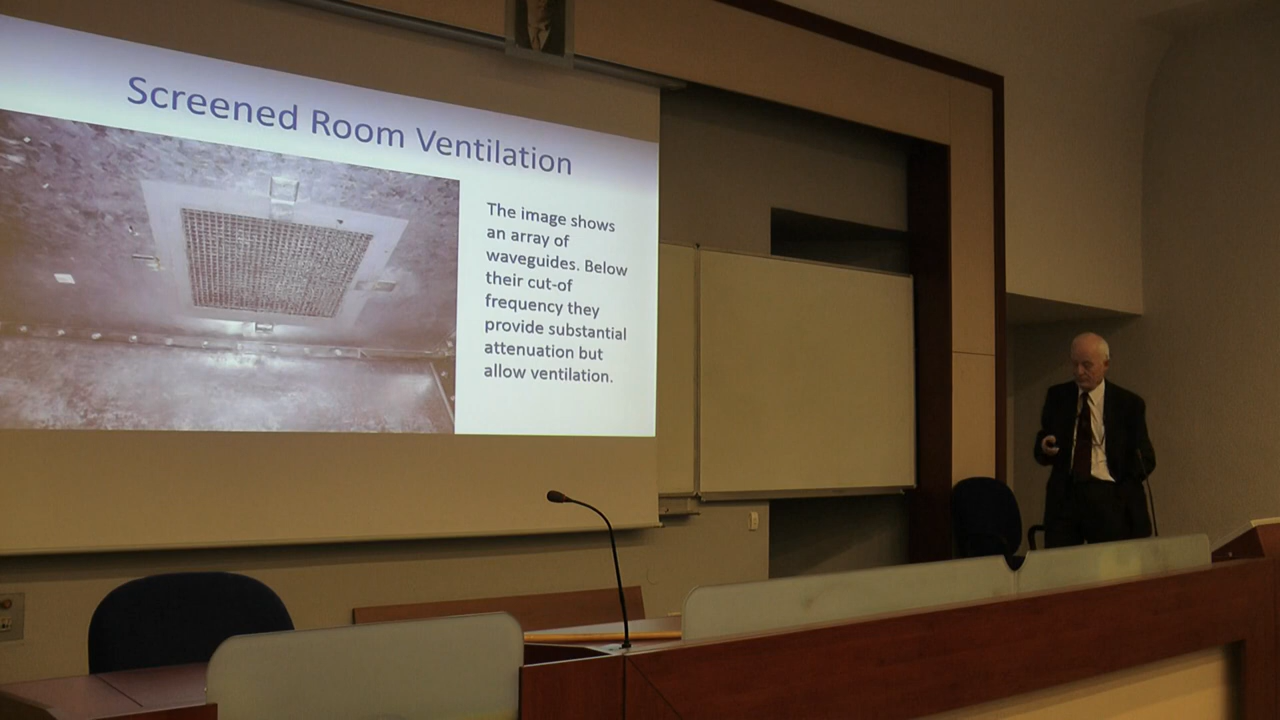 Screened Room Ventilation
The image shows
an array of
waveguides. Below
their cut-of
frequency they
provide substantial
attenuation but
allow ventilation.